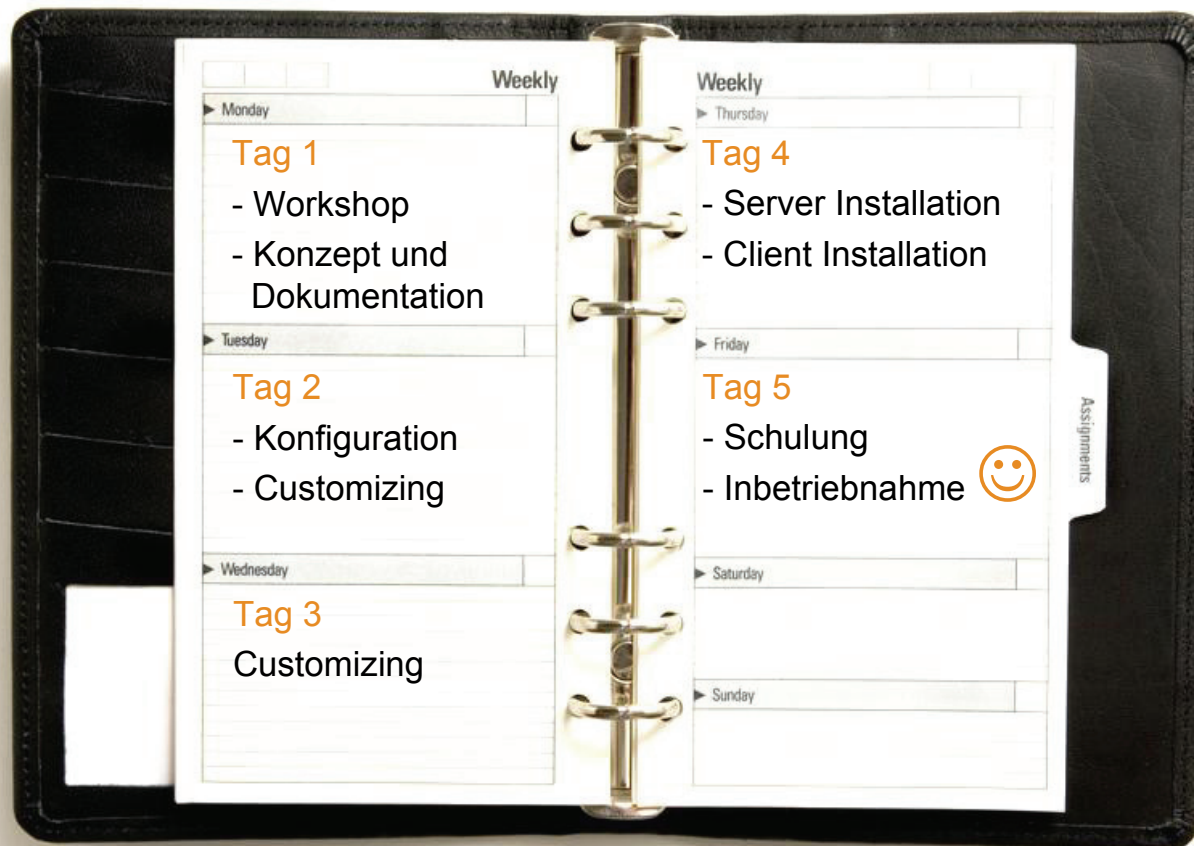 Weekly
Monday
Tag 1
- Workshop
- Konzept und
Dokumentation
Tuesday
Tag 2
- Konfiguration
- Customizing
Wednesday
Tag 3
Customizing
Weekly
Thursday
Tag 4
- Server Installation
- Client Installation
Friday
Tag 5
- Schulung
- Inbetriebnahme
Saturday
Sunday
Assignments